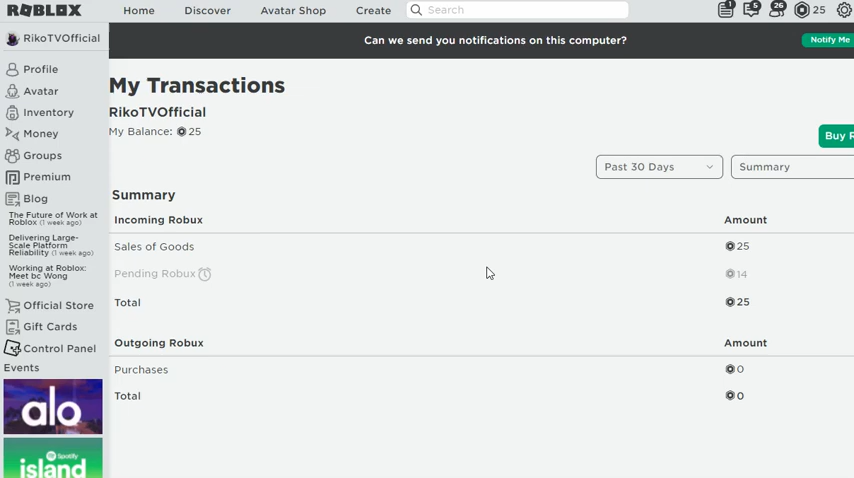 ROBLOX Home Discover Avatar Shop Create Search 1 5 26 25
RikoTVOfficial
Can we send you notifications on this computer? Notify Me
Profile
Avatar
Inventory
Money
Groups
Premium
Blog
The Future of Work at
Roblox (1 week ago)
Delivering Large-
Scale Platform
Reliability (1 week ago)
Working at Roblox:
Meet bc Wong
(1 week ago)
Official Store
Gift Cards
Control Panel
Events
alo
Spotify
island
My Transactions
RikoTVOfficial
My Balance: 25
Buy R
Past 30 Days Summary
Summary
Incoming Robux Amount
Sales of Goods 25
Pending Robux 14
Total 25
Outgoing Robux Amount
Purchases 0
Total 0